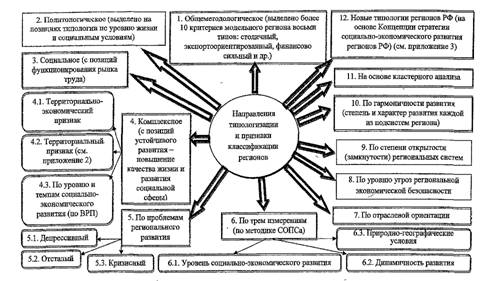 2. Политологическое (выделено на
позициях типологии по уровню жизни
и социальным условиям)
1. Общеметодологическое (выделено более
10 критериев модельного региона восьми
типов: столичный,
экспортоориентированный, финансово
сильный и др.)
12. Новые типологии регионов РФ (на
основе Концепции стратегии
социально-экономического развития
регионов РФ) (см. приложение 3)
3. Социальное (с позиций
функционирования рынка
труда)
11. На основе кластерного анализа
4.1. Территориально-
экономический
признак
4. Комплексное
(с позиций
устойчивого
развития –
повышение
качества жизни и
развития
социальной
сферы)
Направления
типологизации
и признаки
классификации
регионов
10. По гармоничности развития
(степень и характер развития каждой
из подсистем региона)
4.2. Территориальный
признак (см.
приложение 2)
9. По степени открытости
(замкнутости) региональных систем
4.3. По уровню и
темпам социально-
экономического
развития (по ВРП)
8. По уровню угроз региональной
экономической безопасности
5. По проблемам
регионального
развития
6. По трем измерениям
(по методике СОПСа)
7. По отраслевой ориентации
5.1. Депрессивный
6.3. Природно-географические
условия
5.2. Отсталый
5.3. Кризисный
6.1. Уровень социально-экономического развития
6.2. Динамичность развития